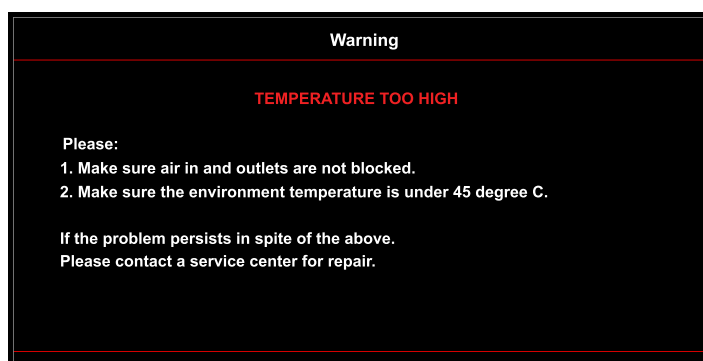 Warning
TEMPERATURE TOO HIGH
Please:
1. Make sure air in and outlets are not blocked.
2. Make sure the environment temperature is under 45 degree C.
If the problem persists in spite of the above.
Please contact a service center for repair.